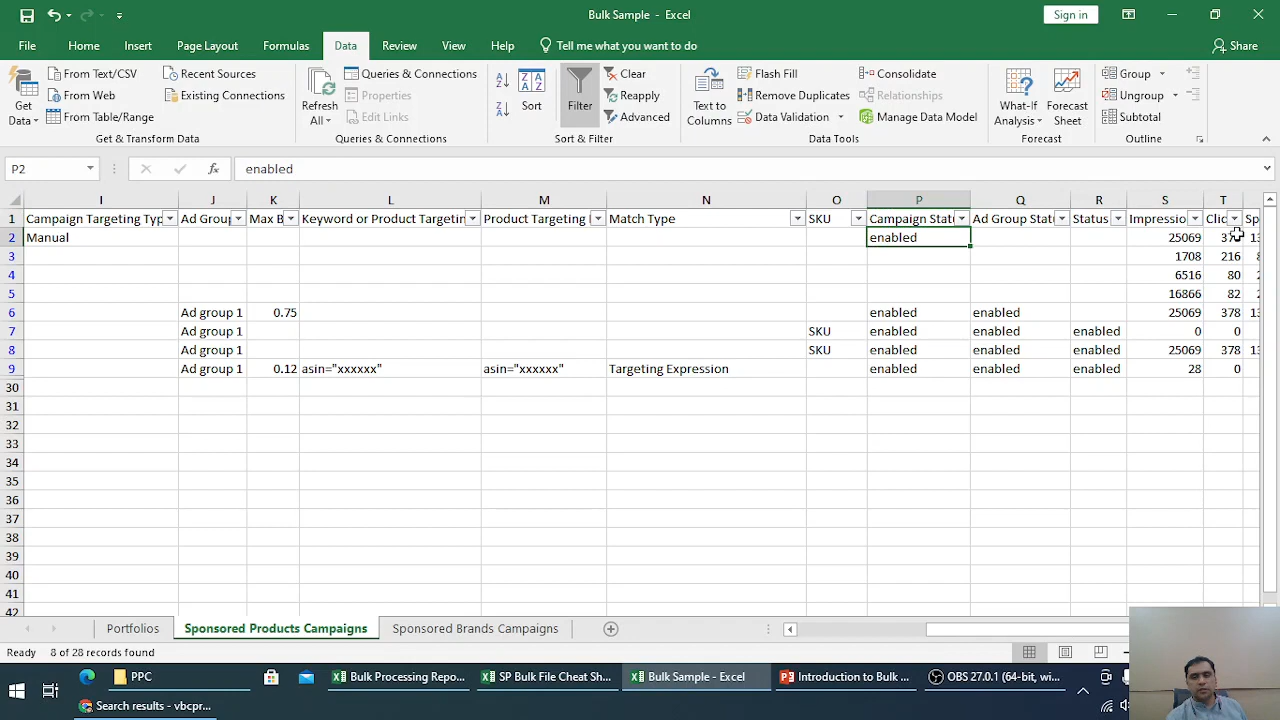 Bulk Sample - Excel
Sign in
File Home Insert Page Layout Formulas Data Review View Help Tell me what you want to do Share
Get Data
From Text/CSV
From Web
From Table/Range
Recent Sources
Existing Connections
Get & Transform Data
Refresh All
Queries & Connections
Properties
Edit Links
Queries & Connections
Sort
Filter
Clear
Reapply
Advanced
Sort & Filter
Text to Columns
Flash Fill
Remove Duplicates
Data Validation
Consolidate
Relationships
Manage Data Model
Data Tools
What-If Analysis
Forecast Sheet
Forecast
Group
Ungroup
Subtotal
Outline
P2 fx enabled
I J K L M N O P Q R S T
1 Campaign Targeting Typ Ad Grou Max B Keyword or Product Targetin Product Targeting Match Type SKU Campaign Statu Ad Group Statu Status Impressio Clic Sp
2 Manual enabled 25069 13
3 1708 216 8
4 6516 80 2
5 16866 82 2
6 Ad group 1 0.75 enabled enabled 25069 378 13
7 Ad group 1 SKU enabled enabled enabled 0 0
8 Ad group 1 SKU enabled enabled enabled 25069 378 13
9 Ad group 1 0.12 asin="xxxxxx" asin="xxxxxx" Targeting Expression enabled enabled enabled 28 0
30
31
32
33
34
35
36
37
38
39
40
41
42
Portfolios Sponsored Products Campaigns Sponsored Brands Campaigns
Ready 8 of 28 records found
PPC Bulk Processing Repo... SP Bulk File Cheat Sh... Bulk Sample - Excel Introduction to Bulk ... OBS 27.0.1 (64-bit, wi...
Search results - vbcpr...